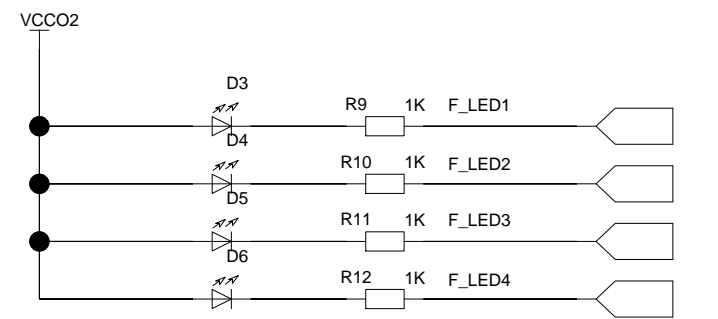 VCCO2
D3
R9 1K F_LED1
D4
R10 1K F_LED2
D5
R11 1K F_LED3
D6
R12 1K F_LED4